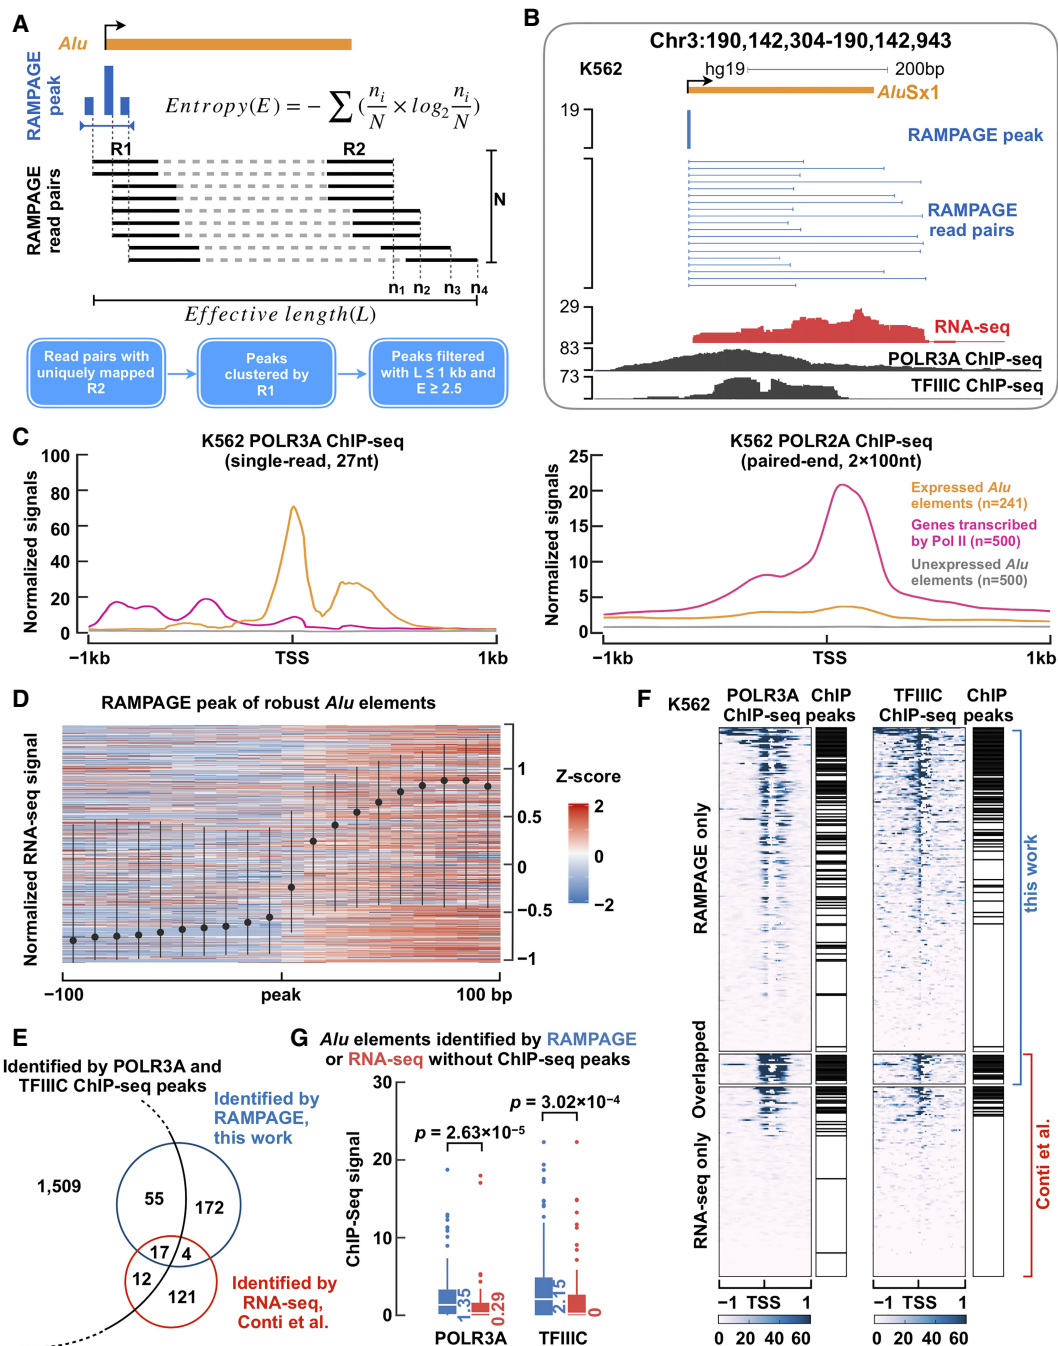 A
Alu
RAMPAGE
peak
Entropy(E) = − ∑ (n_i/N × log₂ n_i/N)
R1
R2
RAMPAGE
read pairs
N
n₁ n₂ n₃ n₄
Effective length(L)
Read pairs with
uniquely mapped
R2
Peaks
clustered by
R1
Peaks filtered
with L ≤ 1 kb and
E ≥ 2.5
B
Chr3:190,142,304-190,142,943
K562
hg19
200bp
AluSx1
19
RAMPAGE peak
RAMPAGE
read pairs
29
RNA-seq
83
POLR3A ChIP-seq
73
TFIIIC ChIP-seq
C
K562 POLR3A ChIP-seq
(single-read, 27nt)
Normalized signals
100
80
60
40
20
0
−1kb
TSS
1kb
K562 POLR2A ChIP-seq
(paired-end, 2×100nt)
Normalized signals
25
20
15
10
5
0
−1kb
TSS
1kb
Expressed Alu
elements (n=241)
Genes transcribed
by Pol II (n=500)
Unexpressed Alu
elements (n=500)
D
RAMPAGE peak of robust Alu elements
Normalized RNA-seq signal
1
0.5
0
−0.5
−1
−100
peak
100 bp
Z-score
2
0
−2
E
Identified by POLR3A and
TFIIIC ChIP-seq peaks
Identified by
RAMPAGE,
this work
1,509
55
172
17
4
12
121
Identified by
RNA-seq,
Conti et al.
F
K562
POLR3A
ChIP-seq
ChIP
peaks
TFIIIC
ChIP-seq
ChIP
peaks
RAMPAGE only
Overlapped
RNA-seq only
this work
Conti et al.
−1 TSS 1
−1 TSS 1
0 20 40 60
0 20 40 60
G
Alu elements identified by RAMPAGE
or RNA-seq without ChIP-seq peaks
ChIP-Seq signal
30
20
10
0
p = 2.63×10⁻⁵
p = 3.02×10⁻⁴
1.35
0.29
2.15
0
POLR3A
TFIIIC